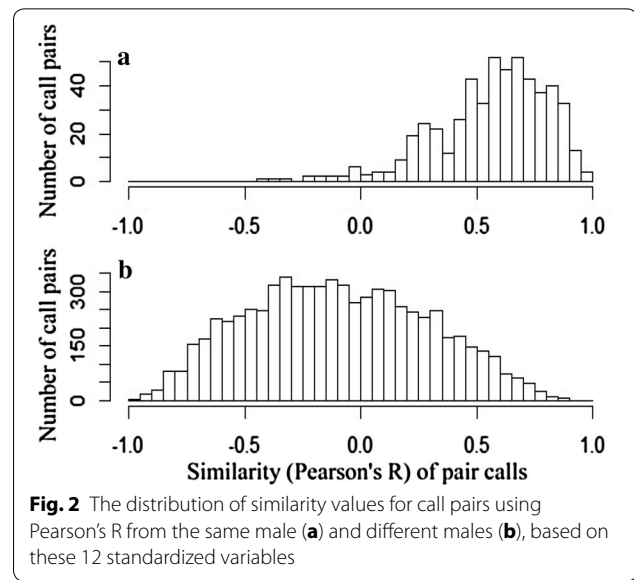 a
Number of call pairs
40
20
0
-1.0 -0.5 0.0 0.5 1.0
b
Number of call pairs
300
150
0
-1.0 -0.5 0.0 0.5 1.0
Similarity (Pearson's R) of pair calls
Fig. 2 The distribution of similarity values for call pairs using
Pearson's R from the same male (a) and different males (b), based on
these 12 standardized variables